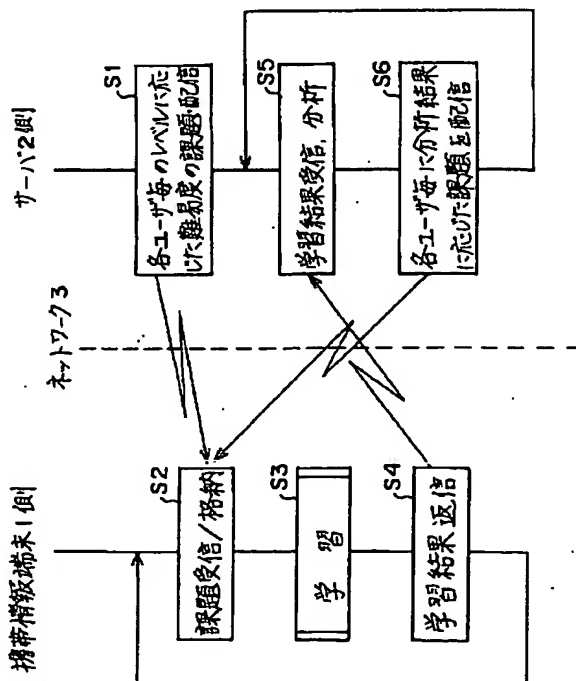 携帯情報端末1側
ネットワーク3
サーバ2側
S1
各ユーザ毎のレベルに応
じた難易度の課題配信
S2
課題受信/格納
S3
学習
S4
学習結果返信
S5
学習結果受信,分析
S6
各ユーザ毎に分析結果
に応じた課題を配信